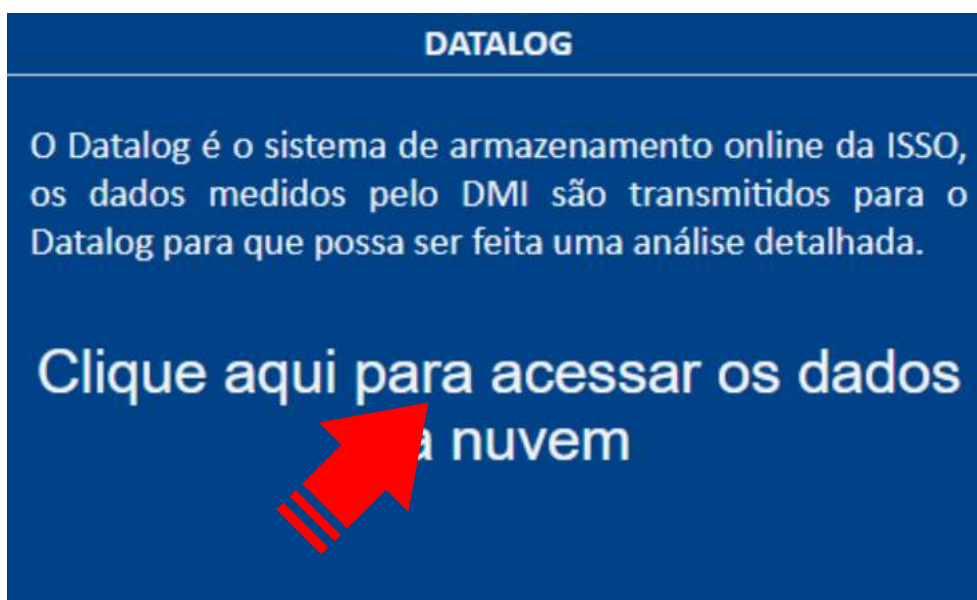 DATALOG
O Datalog é o sistema de armazenamento online da ISSO,
os dados medidos pelo DMI são transmitidos para o
Datalog para que possa ser feita uma análise detalhada.
Clique aqui para acessar os dados
nuvem